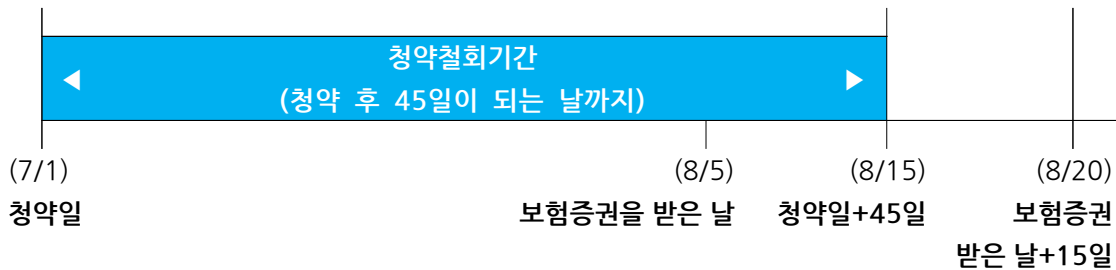 청약철회기간
(청약 후 45일이 되는 날까지)
(7/1)
청약일
(8/5)
보험증권을 받은 날
(8/15)
청약일+45일
(8/20)
보험증권
받은 날+15일